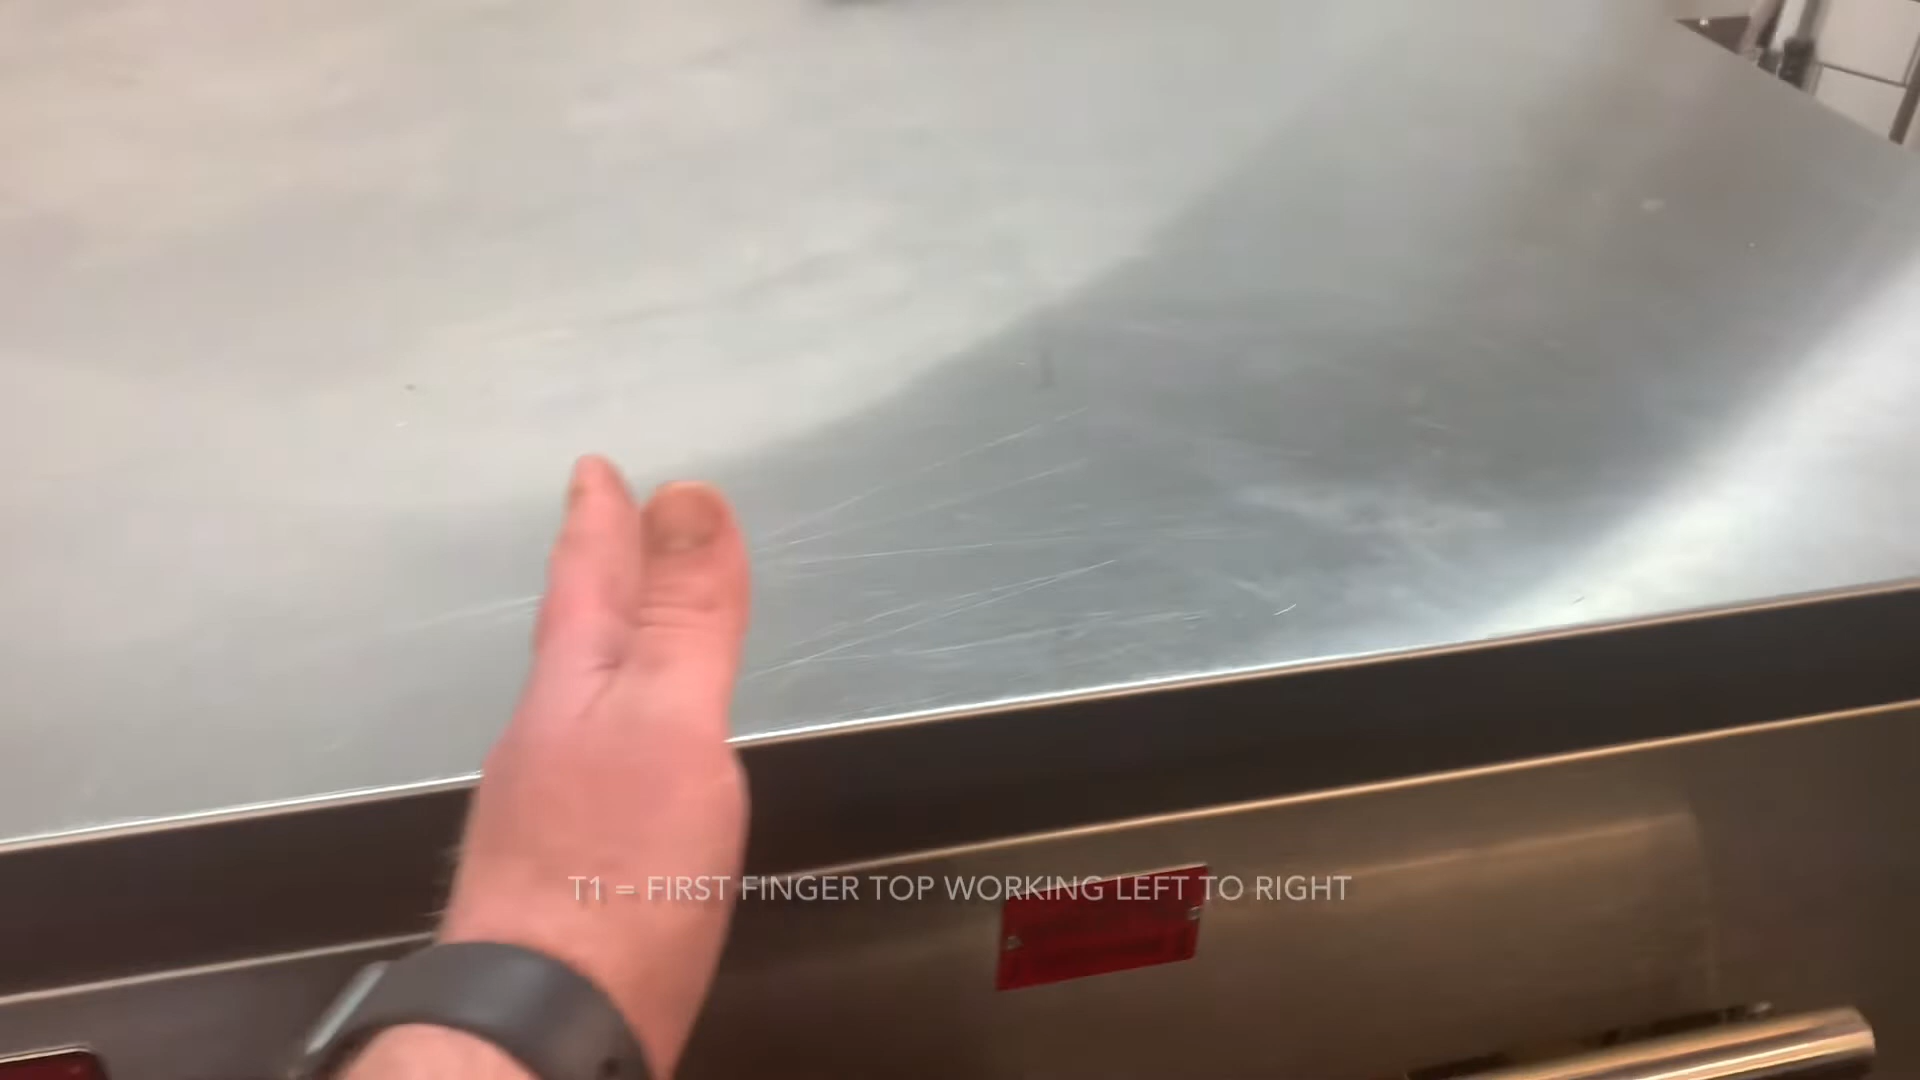 T1 = FIRST FINGER TOP WORKING LEFT TO RIGHT